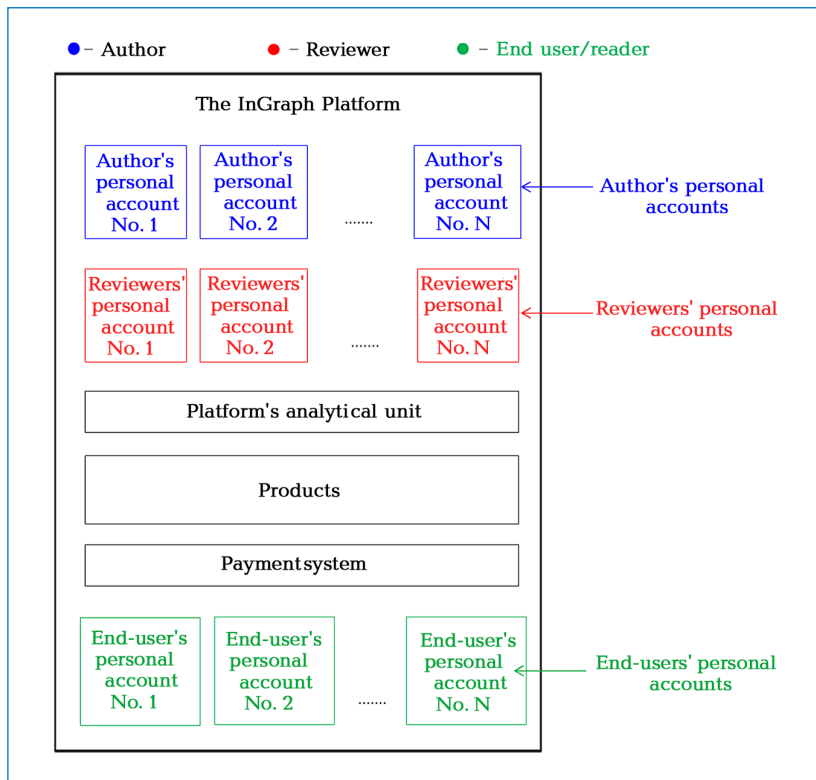 – Author – Reviewer – End user/reader
The InGraph Platform
Author's
personal
account
No. 1
Author's
personal
account
No. 2
.......
Author's
personal
account
No. N
Author's personal
accounts
Reviewers'
personal
account
No. 1
Reviewers'
personal
account
No. 2
.......
Reviewers'
personal
account
No. N
Reviewers' personal
accounts
Platform's analytical unit
Products
Paymentsystem
End-user's
personal
account
No. 1
End-user's
personal
account
No. 2
.......
End-user's
personal
account
No. N
End-users' personal
accounts